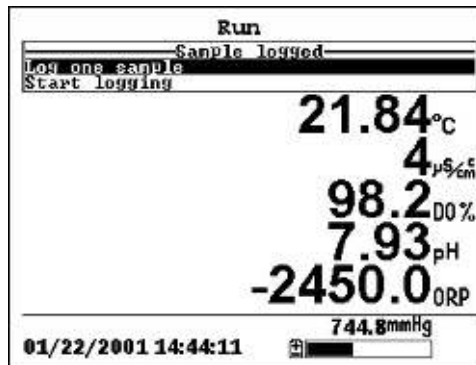 Run
Sample logged
Log one sample
Start logging
21.84°C
4µS/cm c
98.2DO%
7.93pH
-2450.0ORP
744.8mmHg
01/22/2001 14:44:11